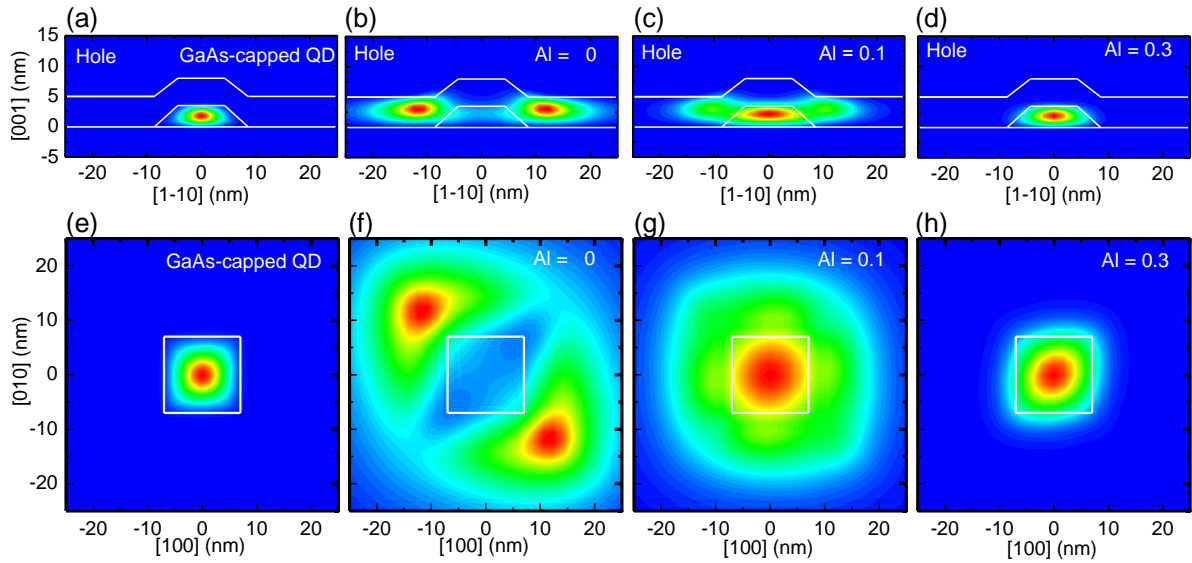 (a) (b) (c) (d)
Hole GaAs-capped QD
Hole Al = 0
Hole Al = 0.1
Hole Al = 0.3
[001] (nm)
15
10
5
0
-5
-20 -10 0 10 20
-20 -10 0 10 20
-20 -10 0 10 20
-20 -10 0 10 20
[1-10] (nm)
[1-10] (nm)
[1-10] (nm)
[1-10] (nm)
(e) (f) (g) (h)
GaAs-capped QD
Al = 0
Al = 0.1
Al = 0.3
[010] (nm)
20
10
0
-10
-20
-20 -10 0 10 20
-20 -10 0 10 20
-20 -10 0 10 20
-20 -10 0 10 20
[100] (nm)
[100] (nm)
[100] (nm)
[100] (nm)